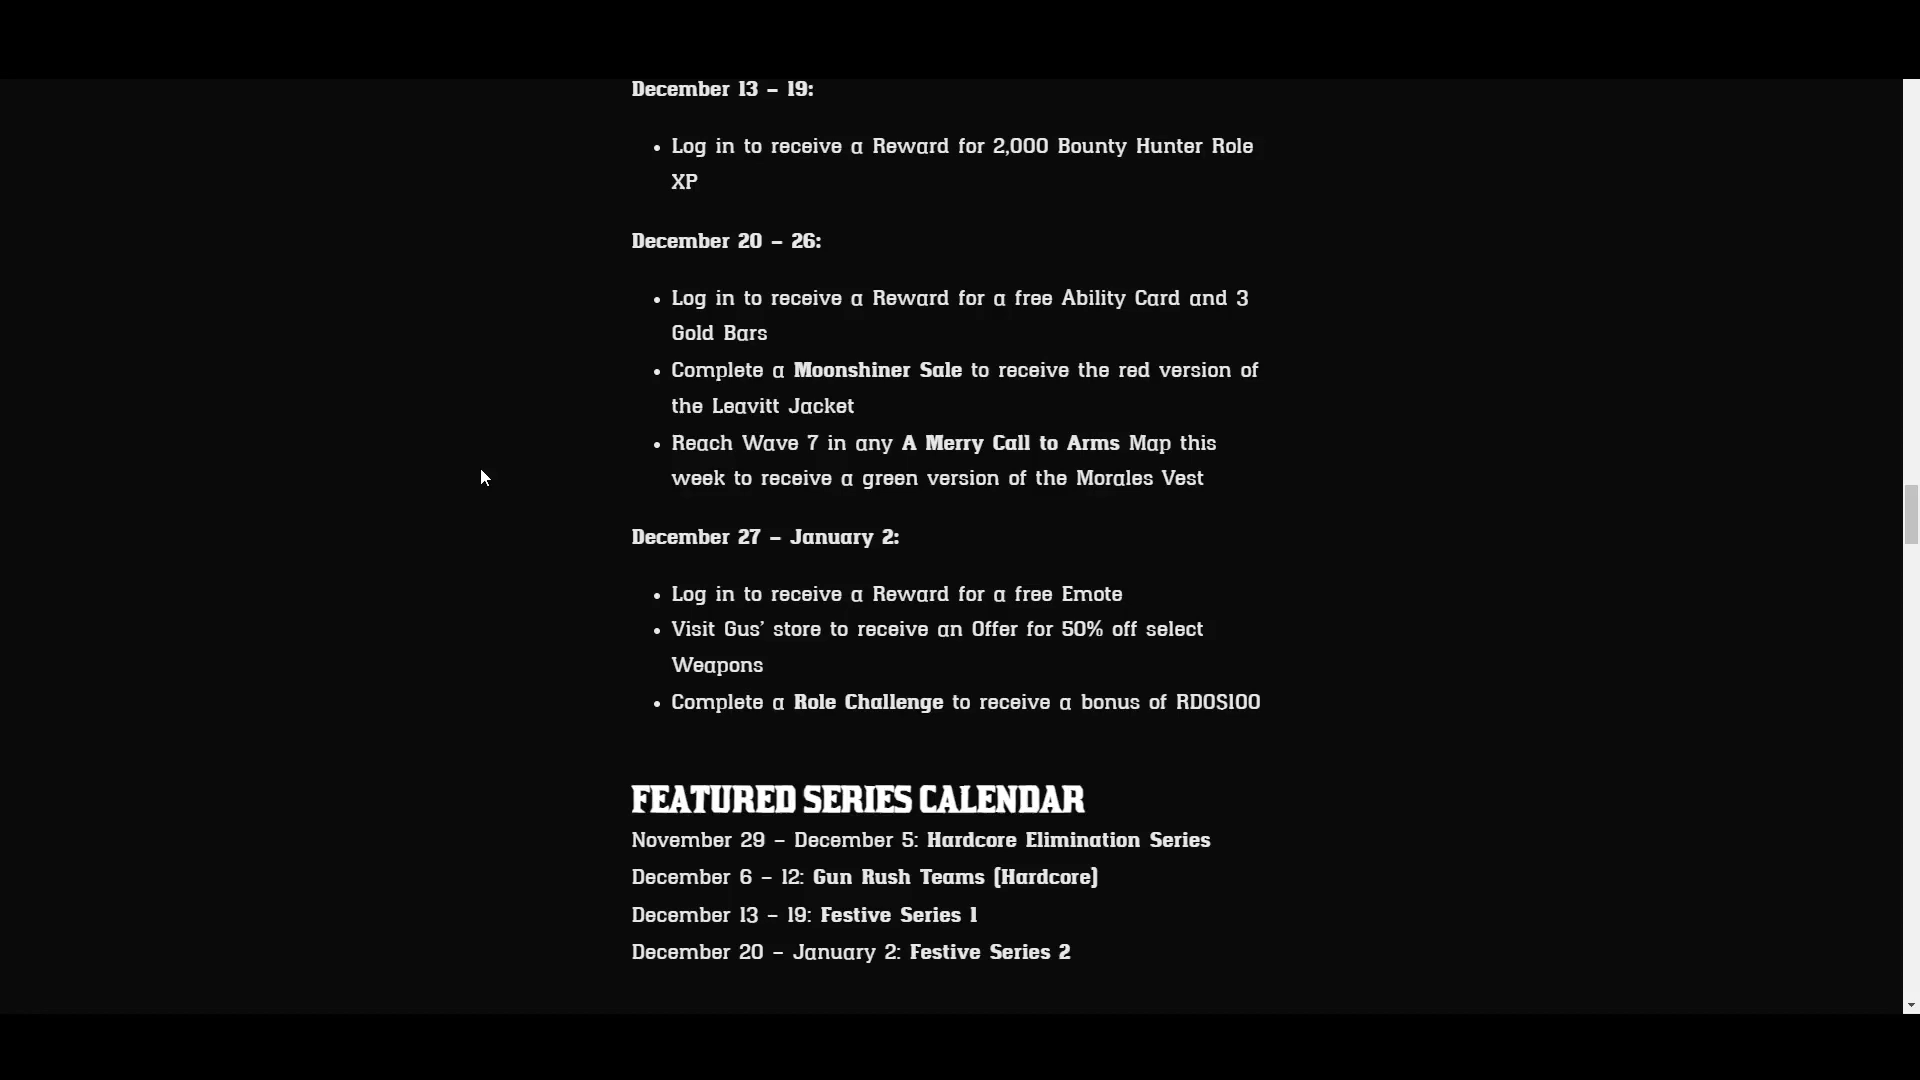 December 13 – 19:
• Log in to receive a Reward for 2,000 Bounty Hunter Role
XP
December 20 – 26:
• Log in to receive a Reward for a free Ability Card and 3
Gold Bars
• Complete a Moonshiner Sale to receive the red version of
the Leavitt Jacket
• Reach Wave 7 in any A Merry Call to Arms Map this
week to receive a green version of the Morales Vest
December 27 – January 2:
• Log in to receive a Reward for a free Emote
• Visit Gus’ store to receive an Offer for 50% off select
Weapons
• Complete a Role Challenge to receive a bonus of RDO$100
FEATURED SERIES CALENDAR
November 29 – December 5: Hardcore Elimination Series
December 6 – 12: Gun Rush Teams (Hardcore)
December 13 – 19: Festive Series 1
December 20 – January 2: Festive Series 2